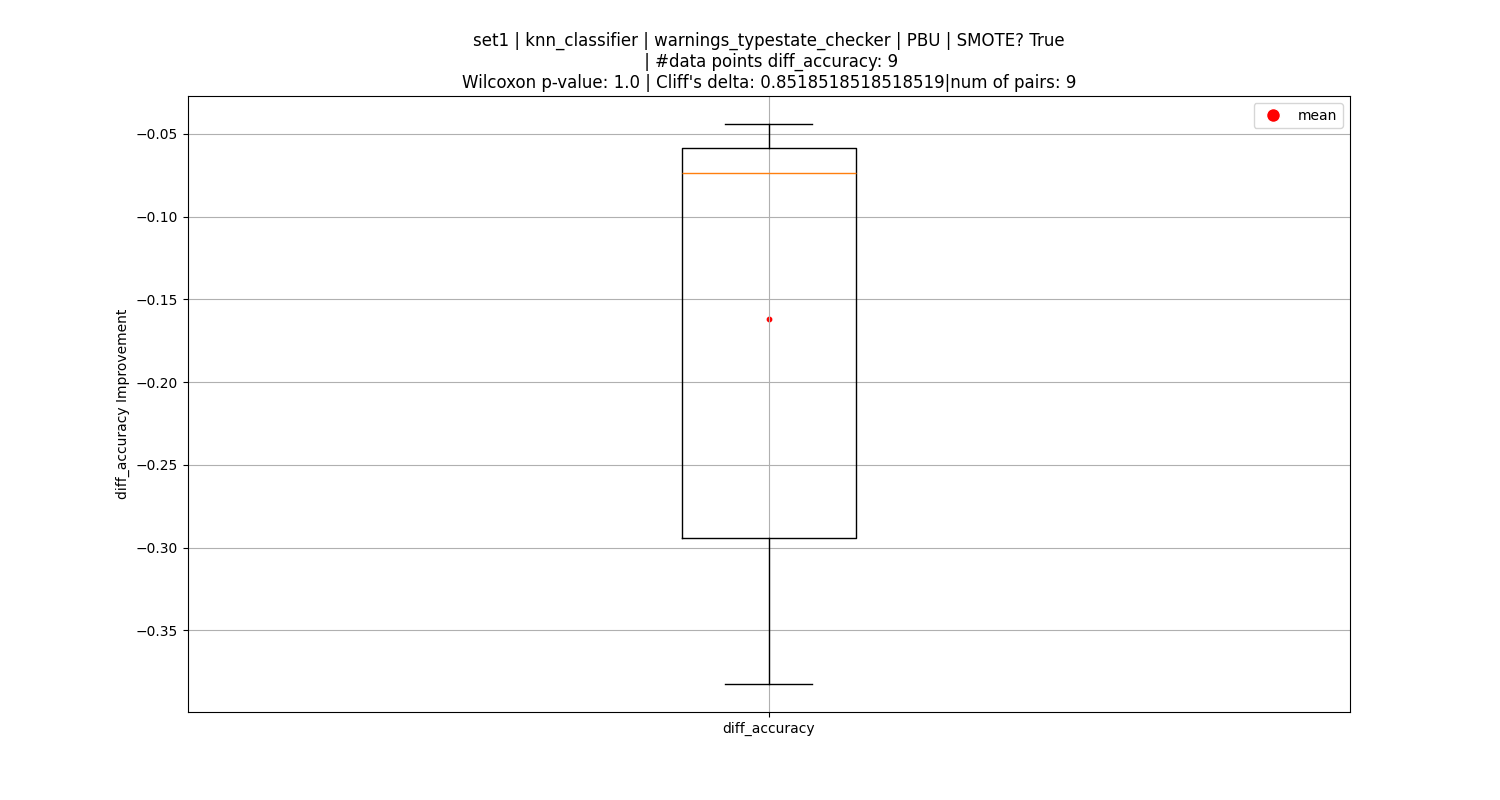 set1 | knn_classifier | warnings_typestate_checker | PBU | SMOTE? True
| #data points diff_accuracy: 9
Wilcoxon p-value: 1.0 | Cliff's delta: 0.8518518518518519|num of pairs: 9
mean
−0.05
−0.10
−0.15
−0.20
−0.25
−0.30
−0.35
diff_accuracy Improvement
diff_accuracy